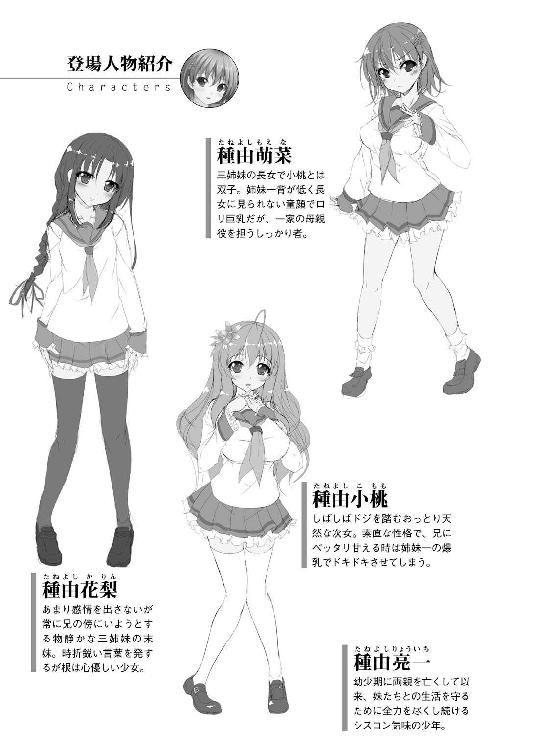 登場人物紹介
Characters
たねよしもえな
種由萌菜
三姉妹の長女で小桃とは
双子。姉妹一背が低く長
女に見られない童顔でロ
リ巨乳だが、一家の母親
役を担うしっかり者。
たねよしこもも
種由小桃
しばしばドジを踏むおっとり天
然な次女。素直な性格で、兄に
ベッタリ甘える時は姉妹一の爆
乳でドキドキさせてしまう。
たねよしかりん
種由花梨
あまり感情を出さないが
常に兄の傍にいようとす
る物静かな三姉妹の末
妹。時折鋭い言葉を発す
るが根は心優しい少女。
たねよしりょういち
種由亮一
幼少期に両親を亡くして以
来、妹たちとの生活を守る
ために全力を尽くし続ける
シスコン気味の少年。